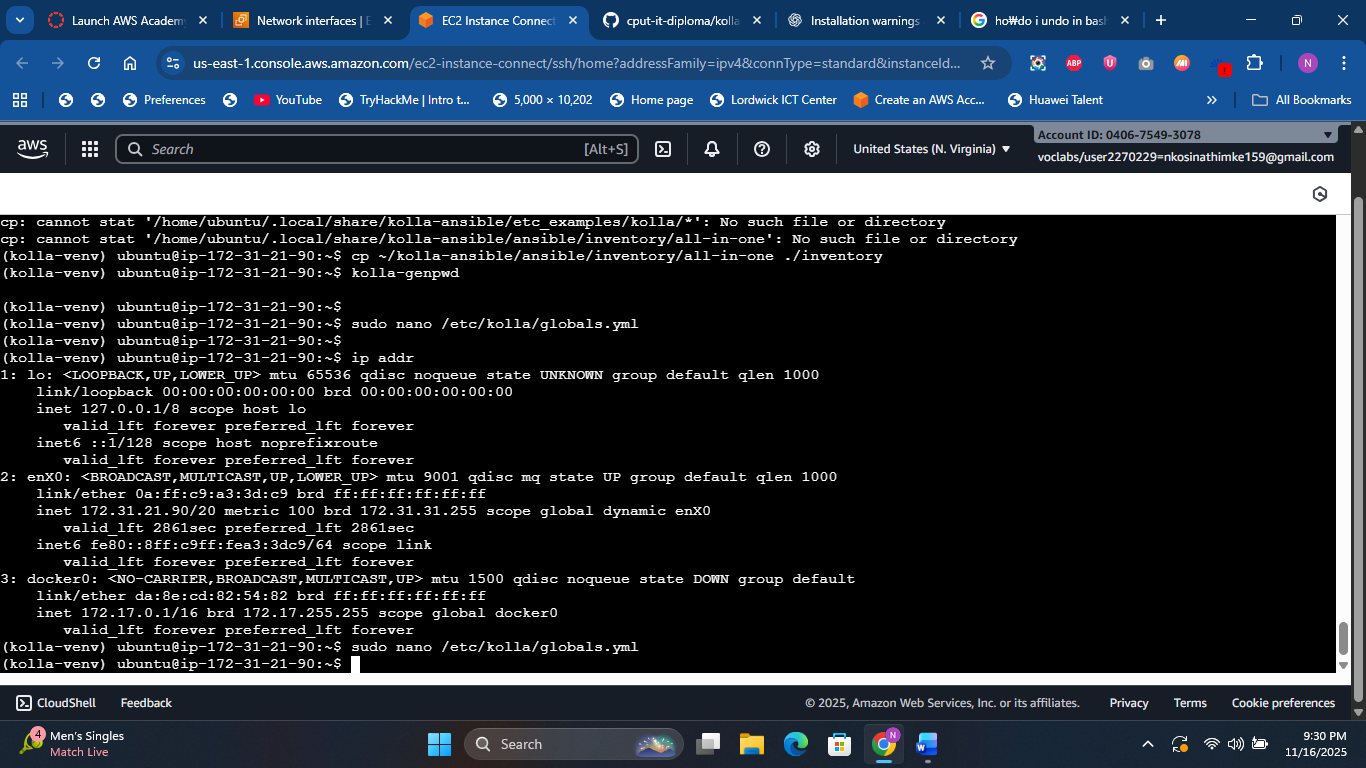 Launch AWS Academy
Network interfaces | E
EC2 Instance Connect
cput-it-diploma/kolla
Installation warnings
ho₩do i undo in bash
us-east-1.console.aws.amazon.com/ec2-instance-connect/ssh/home?addressFamily=ipv4&connType=standard&instanceId...
ABP
N
Preferences
YouTube
TryHackMe | Intro t...
5,000 × 10,202
Home page
Lordwick ICT Center
Create an AWS Acc...
Huawei Talent
All Bookmarks
aws
Search
[Alt+S]
United States (N. Virginia)
Account ID: 0406-7549-3078
voclabs/user2270229=nkosinathimke159@gmail.com
cp: cannot stat '/home/ubuntu/.local/share/kolla-ansible/etc_examples/kolla/*': No such file or directory
cp: cannot stat '/home/ubuntu/.local/share/kolla-ansible/ansible/inventory/all-in-one': No such file or directory
(kolla-venv) ubuntu@ip-172-31-21-90:~$ cp ~/kolla-ansible/ansible/inventory/all-in-one ./inventory
(kolla-venv) ubuntu@ip-172-31-21-90:~$ kolla-genpwd
(kolla-venv) ubuntu@ip-172-31-21-90:~$
(kolla-venv) ubuntu@ip-172-31-21-90:~$ sudo nano /etc/kolla/globals.yml
(kolla-venv) ubuntu@ip-172-31-21-90:~$
(kolla-venv) ubuntu@ip-172-31-21-90:~$ ip addr
1: lo: <LOOPBACK,UP,LOWER_UP> mtu 65536 qdisc noqueue state UNKNOWN group default qlen 1000
link/loopback 00:00:00:00:00:00 brd 00:00:00:00:00:00
inet 127.0.0.1/8 scope host lo
valid_lft forever preferred_lft forever
inet6 ::1/128 scope host noprefixroute
valid_lft forever preferred_lft forever
2: enX0: <BROADCAST,MULTICAST,UP,LOWER_UP> mtu 9001 qdisc mq state UP group default qlen 1000
link/ether 0a:ff:c9:a3:3d:c9 brd ff:ff:ff:ff:ff:ff
inet 172.31.21.90/20 metric 100 brd 172.31.31.255 scope global dynamic enX0
valid_lft 2861sec preferred_lft 2861sec
inet6 fe80::8ff:c9ff:fea3:3dc9/64 scope link
valid_lft forever preferred_lft forever
3: docker0: <NO-CARRIER,BROADCAST,MULTICAST,UP> mtu 1500 qdisc noqueue state DOWN group default
link/ether da:8e:cd:82:54:82 brd ff:ff:ff:ff:ff:ff
inet 172.17.0.1/16 brd 172.17.255.255 scope global docker0
valid_lft forever preferred_lft forever
(kolla-venv) ubuntu@ip-172-31-21-90:~$ sudo nano /etc/kolla/globals.yml
(kolla-venv) ubuntu@ip-172-31-21-90:~$
CloudShell
Feedback
© 2025, Amazon Web Services, Inc. or its affiliates.
Privacy
Terms
Cookie preferences
4
Men's Singles
Match Live
Search
N
9:30 PM
11/16/2025